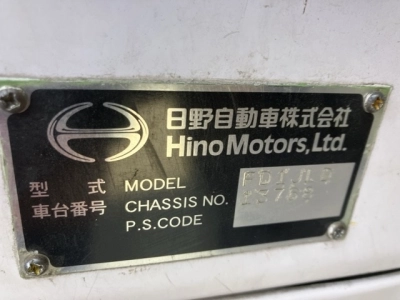 日野自動車株式会社
Hino Motors, Ltd.
型 式 MODEL
車台番号 CHASSIS NO.
P.S.CODE